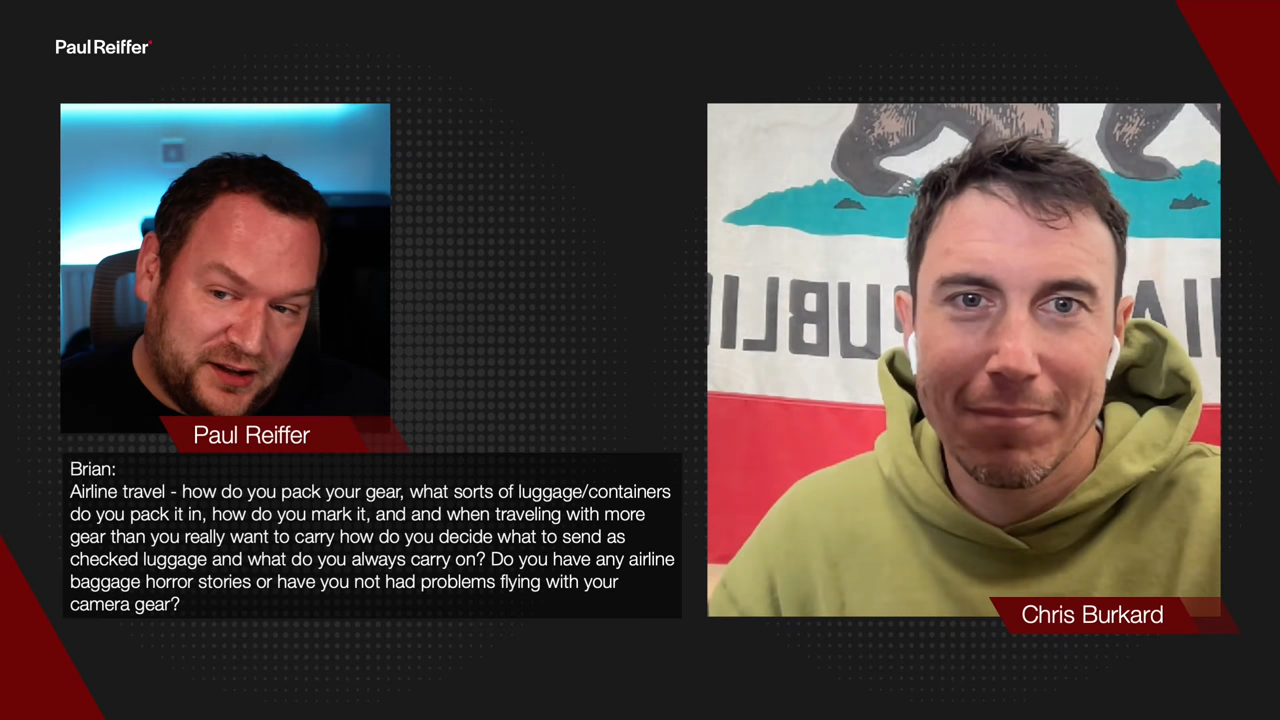 Paul Reiffer
Paul Reiffer
Brian:
Airline travel - how do you pack your gear, what sorts of luggage/containers
do you pack it in, how do you mark it, and and when traveling with more
gear than you really want to carry how do you decide what to send as
checked luggage and what do you always carry on? Do you have any airline
baggage horror stories or have you not had problems flying with your
camera gear?
IA
PUBLI
Chris Burkard